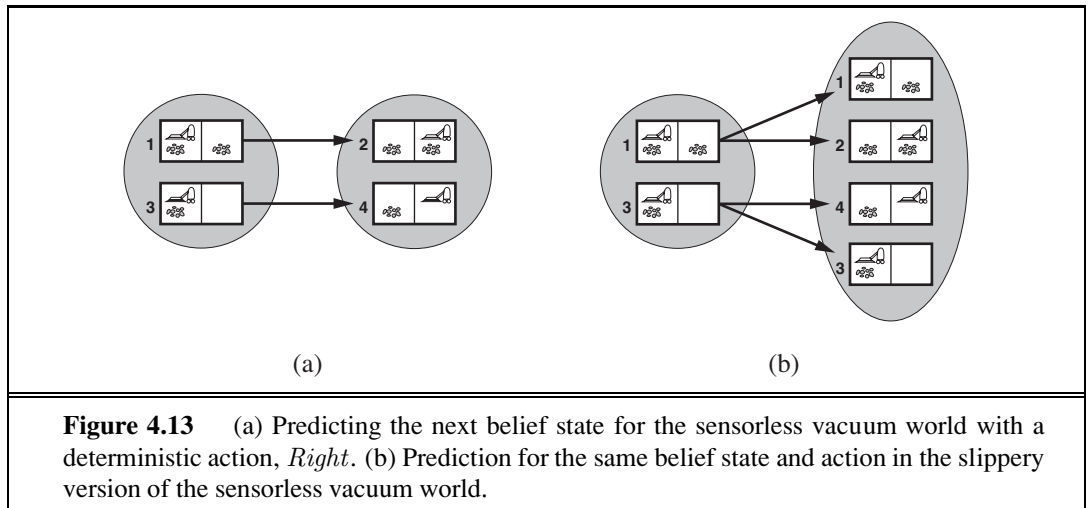 1
3
2
4
(a)
1
3
1
2
4
3
(b)
Figure 4.13 (a) Predicting the next belief state for the sensorless vacuum world with a
deterministic action, Right. (b) Prediction for the same belief state and action in the slippery
version of the sensorless vacuum world.